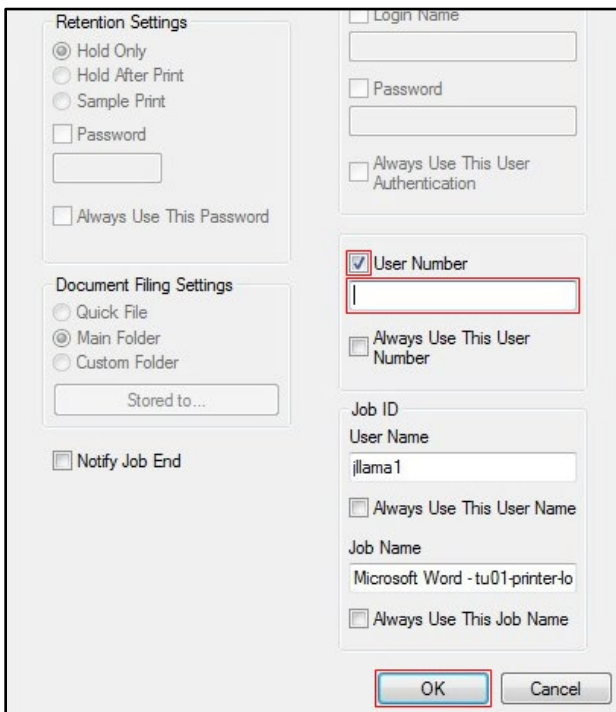 Retention Settings
Hold Only
Hold After Print
Sample Print
Password
Always Use This Password
Document Filing Settings
Quick File
Main Folder
Custom Folder
Stored to...
Notify Job End
Login Name
Password
Always Use This User
Authentication
User Number
Always Use This User
Number
Job ID
User Name
jllama1
Always Use This User Name
Job Name
Microsoft Word - tu01-printer-lo
Always Use This Job Name
OK
Cancel